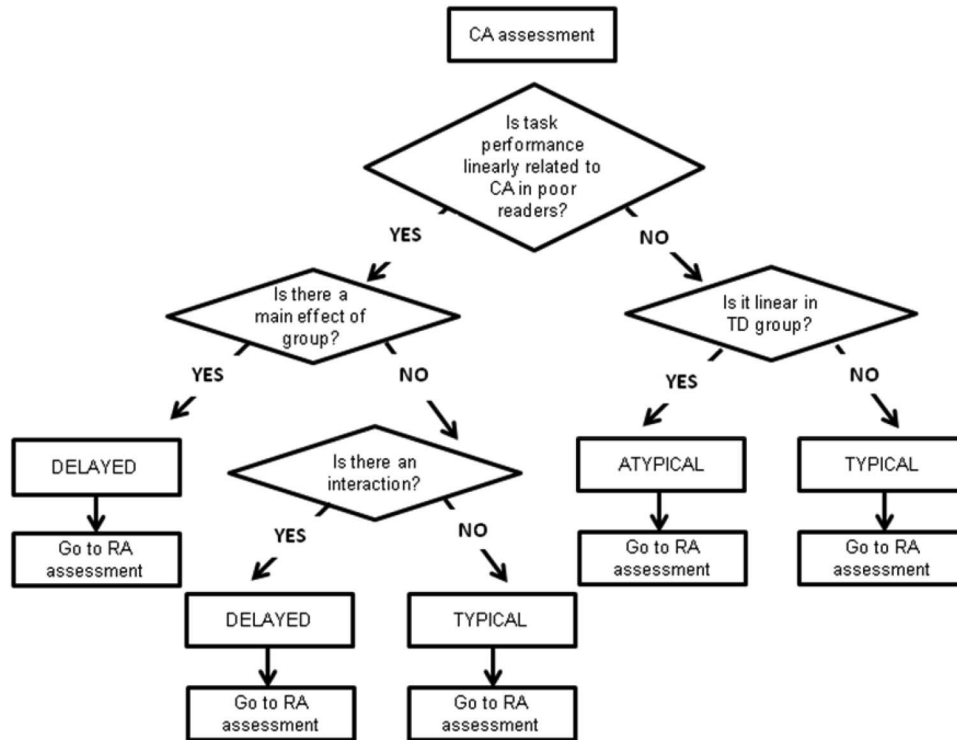 CA assessment
Is task
performance
linearly related to
CA in poor
readers?
YES
NO
Is there a
main effect of
group?
Is it linear in
TD group?
YES
NO
YES
NO
DELAYED
Is there an
interaction?
ATYPICAL
TYPICAL
Go to RA
assessment
YES
NO
Go to RA
assessment
Go to RA
assessment
DELAYED
TYPICAL
Go to RA
assessment
Go to RA
assessment